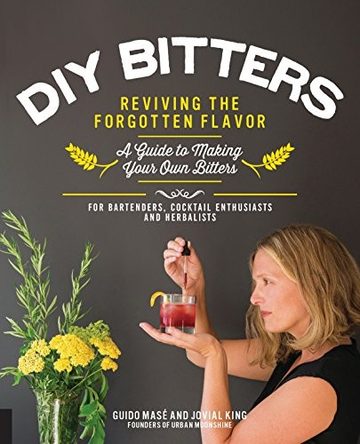 DIY BITTERS
REVIVING THE
FORGOTTEN FLAVOR
A Guide to Making
Your Own Bitters
FOR BARTENDERS, COCKTAIL ENTHUSIASTS
AND HERBALISTS
GUIDO MASÉ AND JOVIAL KING
FOUNDERS OF URBAN MOONSHINE